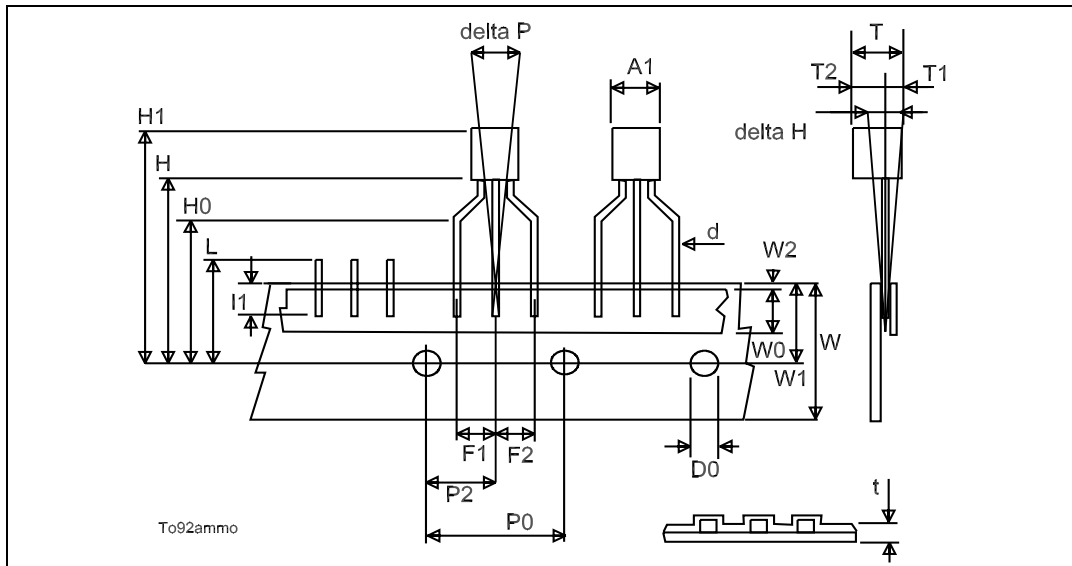 delta P
T
A1
T2
T1
H1
delta H
H
H0
d
L
W2
I1
W0
W
W1
F1
F2
D0
P2
t
P0
To92ammo